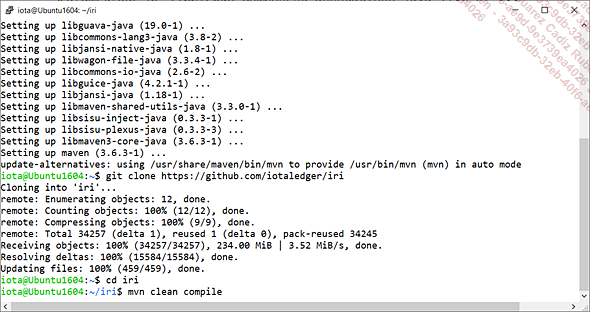 iota@Ubuntu1604: ~/iri
Setting up libguava-java (19.0-1) ...
Setting up libcommons-lang3-java (3.8-2) ...
Setting up libjansi-native-java (1.8-1) ...
Setting up libwagon-file-java (3.3.4-1) ...
Setting up libcommons-io-java (2.6-2) ...
Setting up libguice-java (4.2.1-1) ...
Setting up libjansi-java (1.18-1) ...
Setting up libmaven-shared-utils-java (3.3.0-1) ...
Setting up libsisu-inject-java (0.3.3-1) ...
Setting up libsisu-plexus-java (0.3.3-3) ...
Setting up libmaven3-core-java (3.6.3-1) ...
Setting up maven (3.6.3-1) ...
update-alternatives: using /usr/share/maven/bin/mvn to provide /usr/bin/mvn (mvn) in auto mode
iota@Ubuntu1604:~$ git clone https://github.com/iotaledger/iri
Cloning into 'iri'...
remote: Enumerating objects: 12, done.
remote: Counting objects: 100% (12/12), done.
remote: Compressing objects: 100% (9/9), done.
remote: Total 34257 (delta 1), reused 1 (delta 0), pack-reused 34245
Receiving objects: 100% (34257/34257), 234.00 MiB | 3.52 MiB/s, done.
Resolving deltas: 100% (15584/15584), done.
Updating files: 100% (459/459), done.
iota@Ubuntu1604:~$ cd iri
iota@Ubuntu1604:~/iri$ mvn clean compile